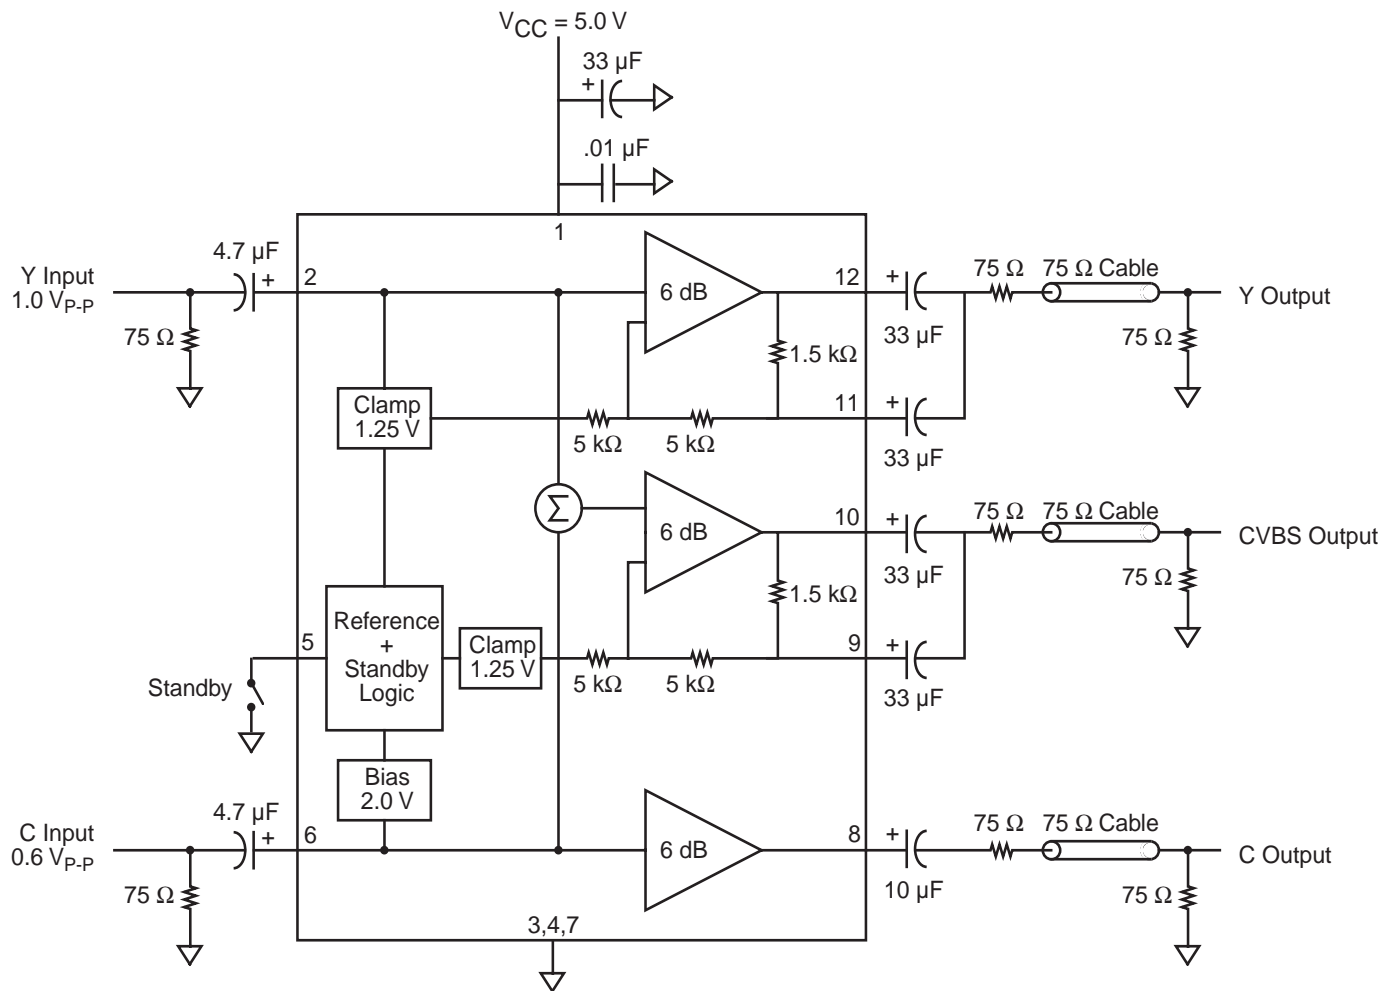 V_CC = 5.0 V
33 µF
+
.01 µF
1
4.7 µF
+
2
Y Input
1.0 V_P-P
75 Ω
6 dB
12
+
33 µF
75 Ω
75 Ω Cable
Y Output
75 Ω
1.5 kΩ
Clamp
1.25 V
5 kΩ
5 kΩ
11
+
33 µF
Σ
6 dB
10
+
33 µF
75 Ω
75 Ω Cable
CVBS Output
75 Ω
1.5 kΩ
Reference
+
Standby
Logic
5
Standby
Clamp
1.25 V
5 kΩ
5 kΩ
9
+
33 µF
Bias
2.0 V
4.7 µF
+
6
C Input
0.6 V_P-P
75 Ω
6 dB
8
+
10 µF
75 Ω
75 Ω Cable
C Output
75 Ω
3,4,7